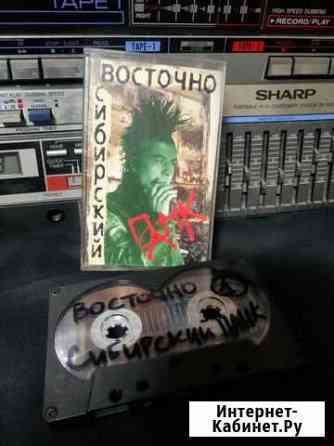 TAPE
TAPE-1
TAPE-2
HIGH SPEED DUBBING
RECORD/PLAY
SHARP
ВОСТОЧНО
СИБИРСКИЙ
ПАНК
ВОСТОЧНО
СИБИРСКИЙ ПАНК
Интернет-
Кабинет.Ру